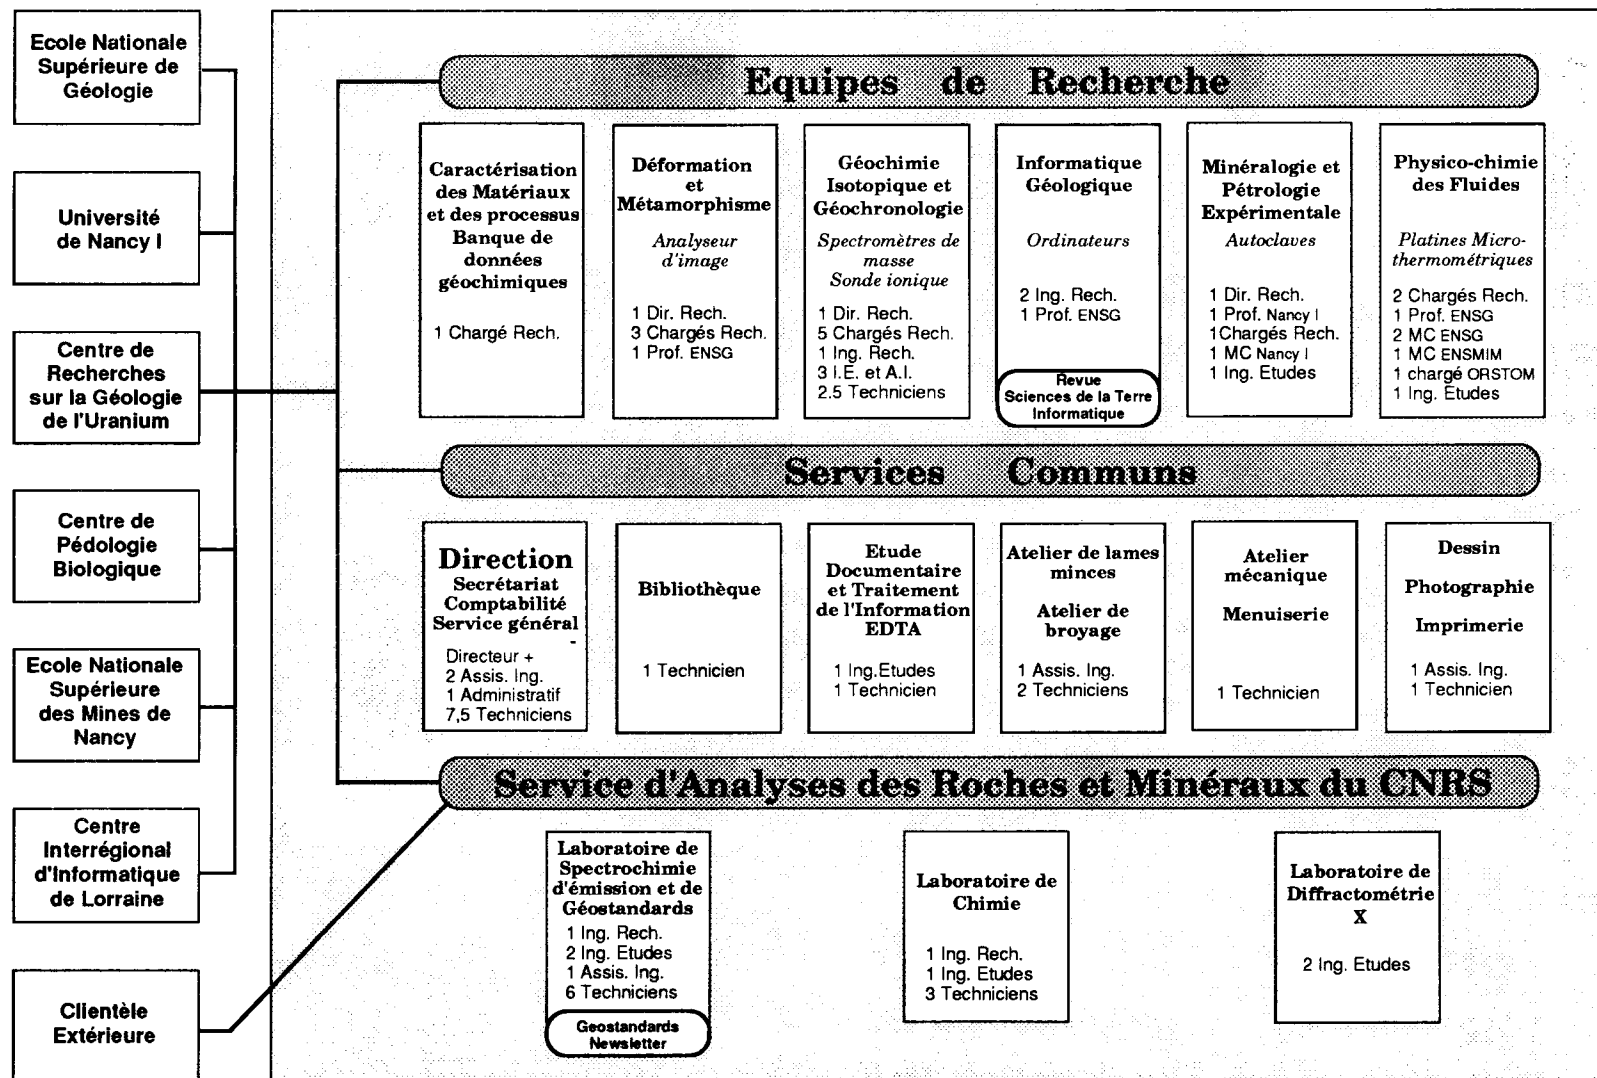 Ecole Nationale
Supérieure de
Géologie
Université
de Nancy I
Centre de
Recherches
sur la Géologie
de l'Uranium
Centre de
Pédologie
Biologique
Ecole Nationale
Supérieure
des Mines de
Nancy
Centre
Interrégional
d'Informatique
de Lorraine
Clientèle
Extérieure
Equipes de Recherche
Caractérisation
des Matériaux
et des processus
Banque de
données
géochimiques
1 Chargé Rech.
Déformation
et
Métamorphisme
Analyseur
d'image
1 Dir. Rech.
3 Chargés Rech.
1 Prof. ENSG
Géochimie
Isotopique et
Géochronologie
Spectromètres de
masse
Sonde ionique
1 Dir. Rech.
5 Chargés Rech.
1 Ing. Rech.
3 I.E. et A.I.
2.5 Techniciens
Informatique
Géologique
Ordinateurs
2 Ing. Rech.
1 Prof. ENSG
Revue
Sciences de la Terre
Informatique
Minéralogie et
Pétrologie
Expérimentale
Autoclaves
1 Dir. Rech.
1 Prof. Nancy I
1Chargés Rech.
1 MC Nancy I
1 Ing. Etudes
Physico-chimie
des Fluides
Platines Micro-
thermométriques
2 Chargés Rech.
1 Prof. ENSG
2 MC ENSG
1 MC ENSMIM
1 chargé ORSTOM
1 Ing. Etudes
Services Communs
Direction
Secrétariat
Comptabilité
Service général
Directeur +
2 Assis. Ing.
1 Administratif
7,5 Techniciens
Bibliothèque
1 Technicien
Etude
Documentaire
et Traitement
de l'Information
EDTA
1 Ing.Etudes
1 Technicien
Atelier de lames
minces
Atelier de
broyage
1 Assis. Ing.
2 Techniciens
Atelier
mécanique
Menuiserie
1 Technicien
Dessin
Photographie
Imprimerie
1 Assis. Ing.
1 Technicien
Service d'Analyses des Roches et Minéraux du CNRS
Laboratoire de
Spectrochimie
d'émission et de
Géostandards
1 Ing. Rech.
2 Ing. Etudes
1 Assis. Ing.
6 Techniciens
Geostandards
Newsletter
Laboratoire de
Chimie
1 Ing. Rech.
1 Ing. Etudes
3 Techniciens
Laboratoire de
Diffractométrie
X
2 Ing. Etudes